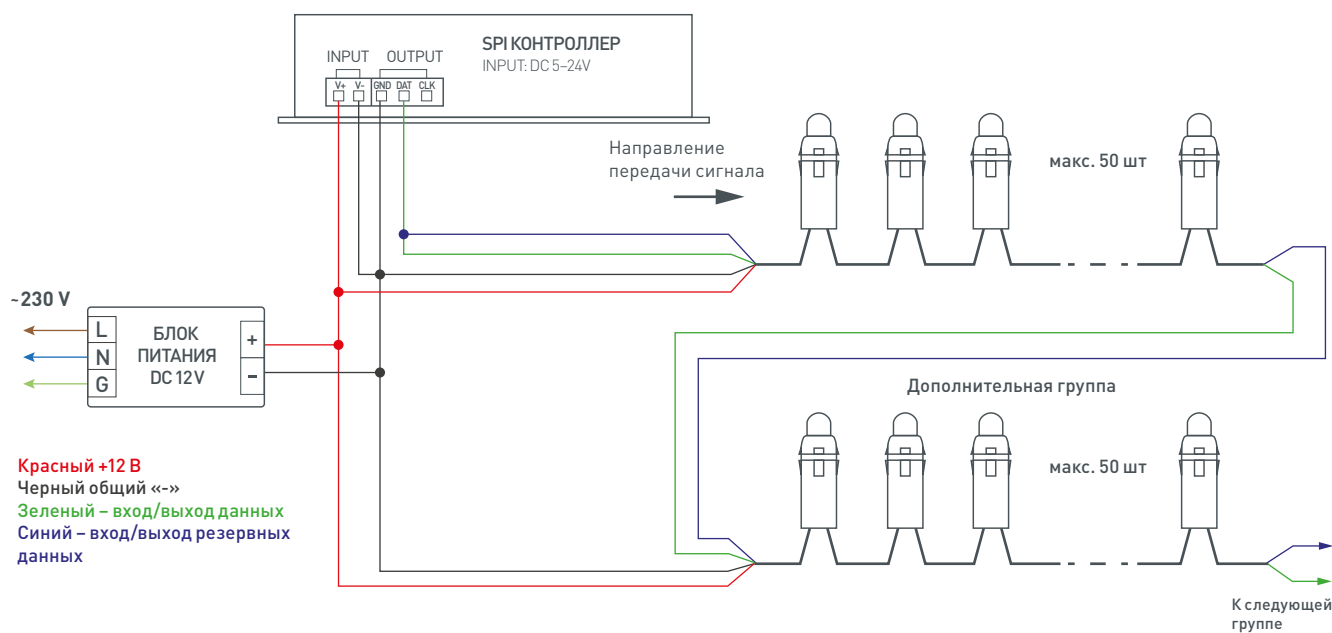 SPI КОНТРОЛЛЕР
INPUT: DC 5–24V
INPUT OUTPUT
V+ V- GND DAT CLK
Направление
передачи сигнала
макс. 50 шт
~230 V
L
N
G
БЛОК
ПИТАНИЯ
DC 12 V
+
–
Дополнительная группа
макс. 50 шт
Красный +12 В
Черный общий «-»
Зеленый – вход/выход данных
Синий – вход/выход резервных
данных
К следующей
группе